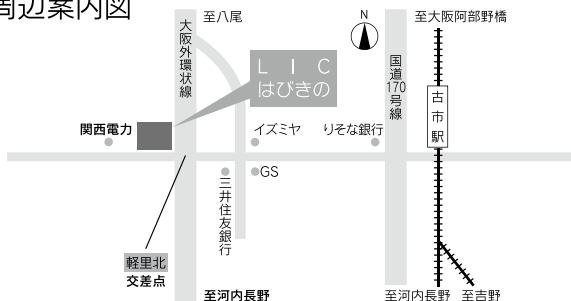 周辺案内図
至八尾
N
至大阪阿部野橋
大阪外環状線
国道170号線
LIC
はびきの
古市駅
関西電力
イズミヤ
りそな銀行
GS
三井住友銀行
軽里北
交差点
至河内長野
至河内長野
至吉野